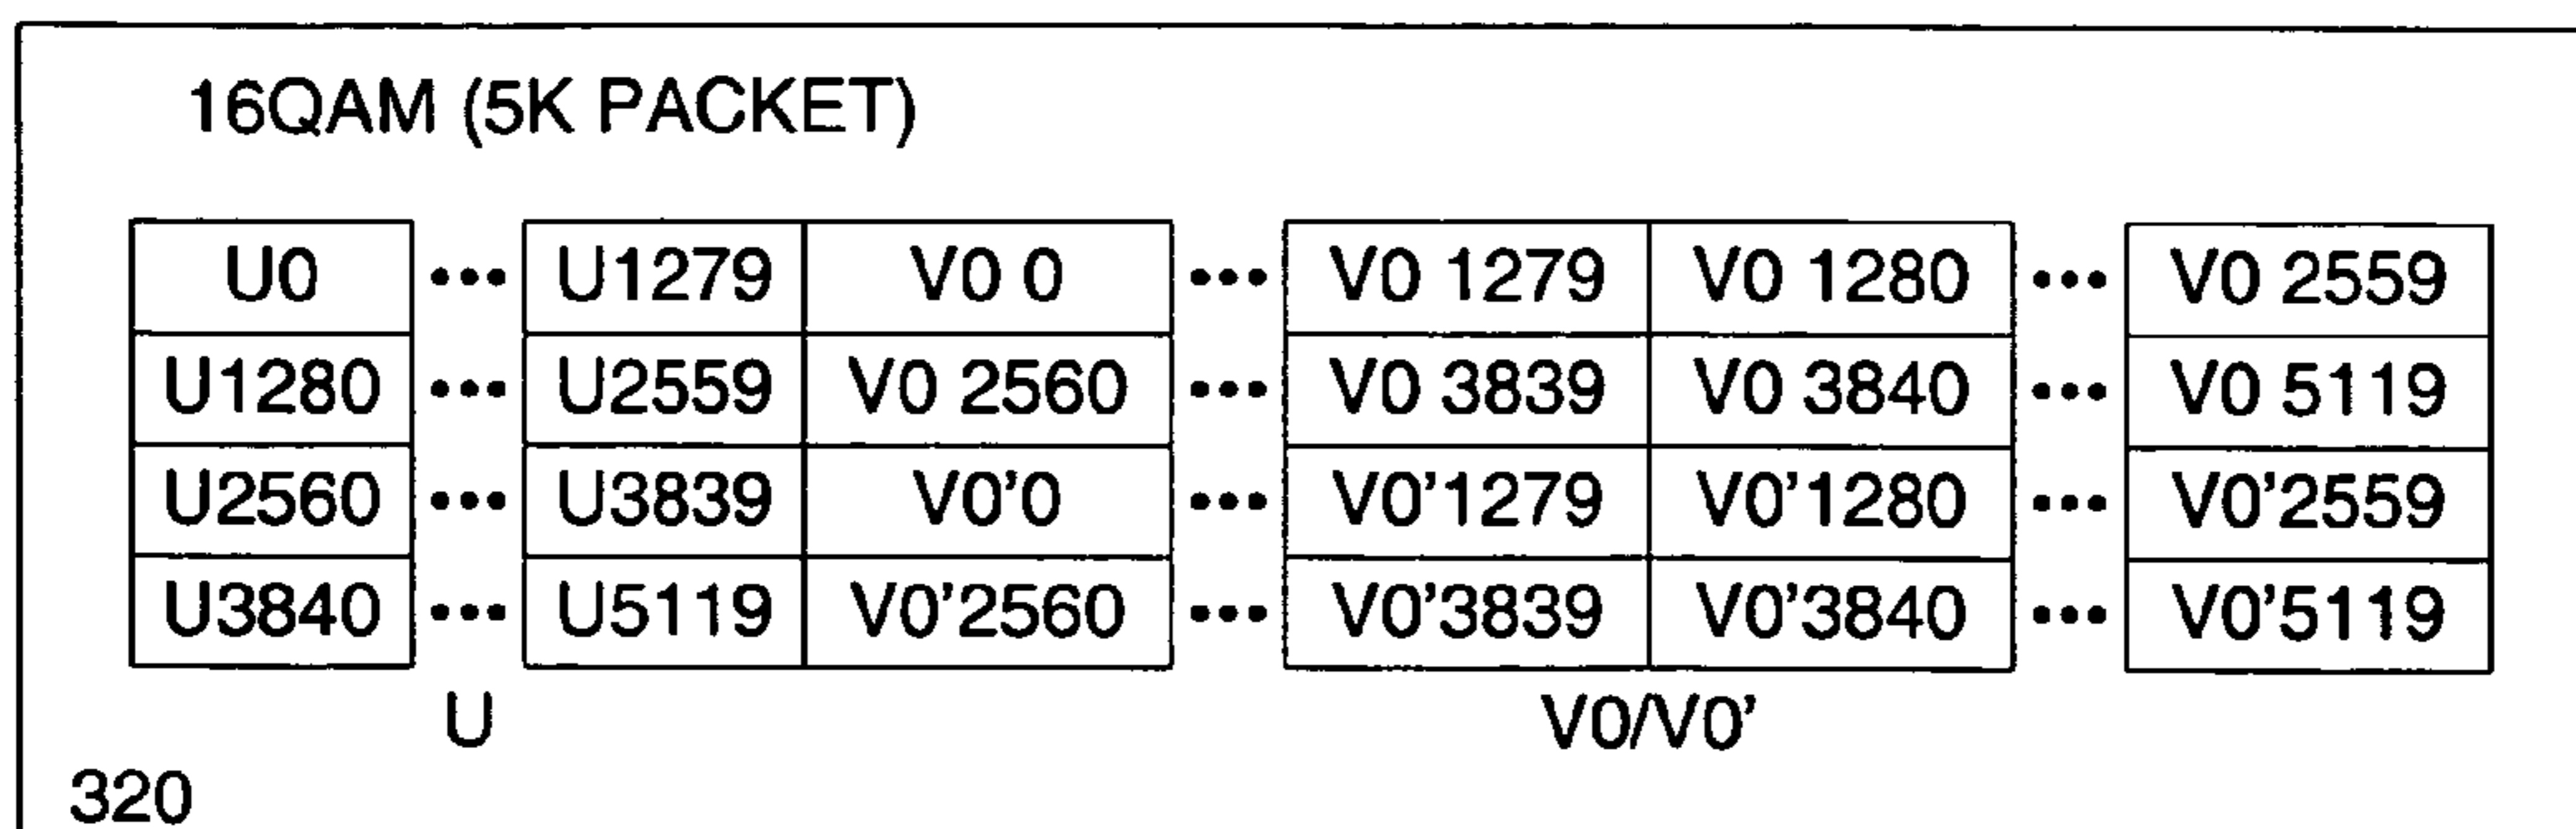 16QAM (5K PACKET)
U0 ••• U1279 V0 0 ••• V0 1279 V0 1280 ••• V0 2559
U1280 ••• U2559 V0 2560 ••• V0 3839 V0 3840 ••• V0 5119
U2560 ••• U3839 V0'0 ••• V0'1279 V0'1280 ••• V0'2559
U3840 ••• U5119 V0'2560 ••• V0'3839 V0'3840 ••• V0'5119
U V0/V0'
320